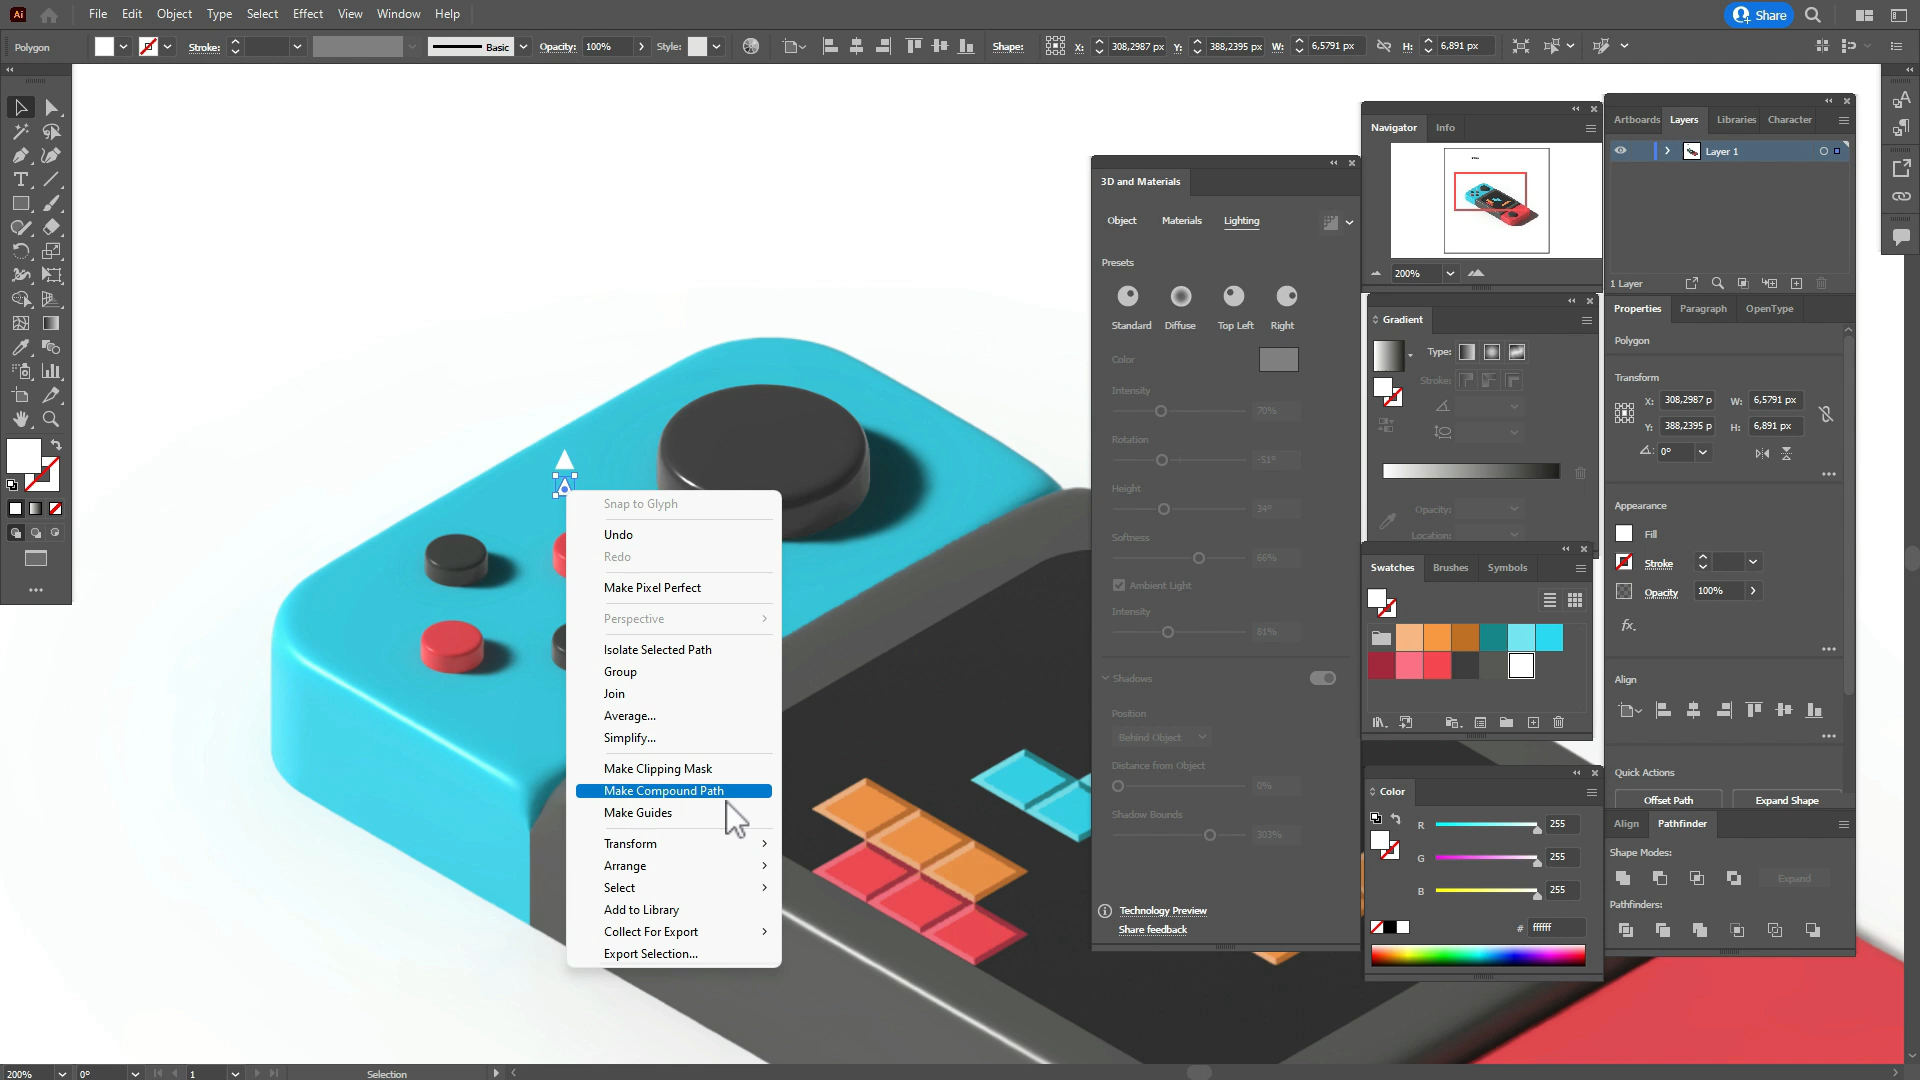 Ai File Edit Object Type Select Effect View Window Help Share
Polygon Stroke: Basic Opacity: 100% Style: Shape: X: 308,2987 px Y: 388,2395 px W: 6,5791 px H: 6,891 px
Snap to Glyph
Undo
Redo
Make Pixel Perfect
Perspective
Isolate Selected Path
Group
Join
Average...
Simplify...
Make Clipping Mask
Make Compound Path
Make Guides
Transform
Arrange
Select
Add to Library
Collect For Export
Export Selection...
3D and Materials
Object Materials Lighting
Presets
Standard Diffuse Top Left Right
Color
Intensity
70%
Rotation
-51°
Height
34°
Softness
66%
Ambient Light
Intensity
81%
Shadows
Position
Behind Object
Distance from Object
0%
Shadow Bounds
303%
Technology Preview
Share feedback
Navigator Info
200%
Gradient
Type:
Stroke:
Opacity:
Location:
Swatches Brushes Symbols
Color
R 255
G 255
B 255
# ffffff
Artboards Layers Libraries Character
Layer 1
1 Layer
Properties Paragraph OpenType
Polygon
Transform
X: 308,2987 p W: 6,5791 px
Y: 388,2395 p H: 6,891 px
0°
Appearance
Fill
Stroke
Opacity 100%
fx.
Align
Quick Actions
Offset Path Expand Shape
Align Pathfinder
Shape Modes:
Expand
Pathfinders:
200% 0° 1 Selection